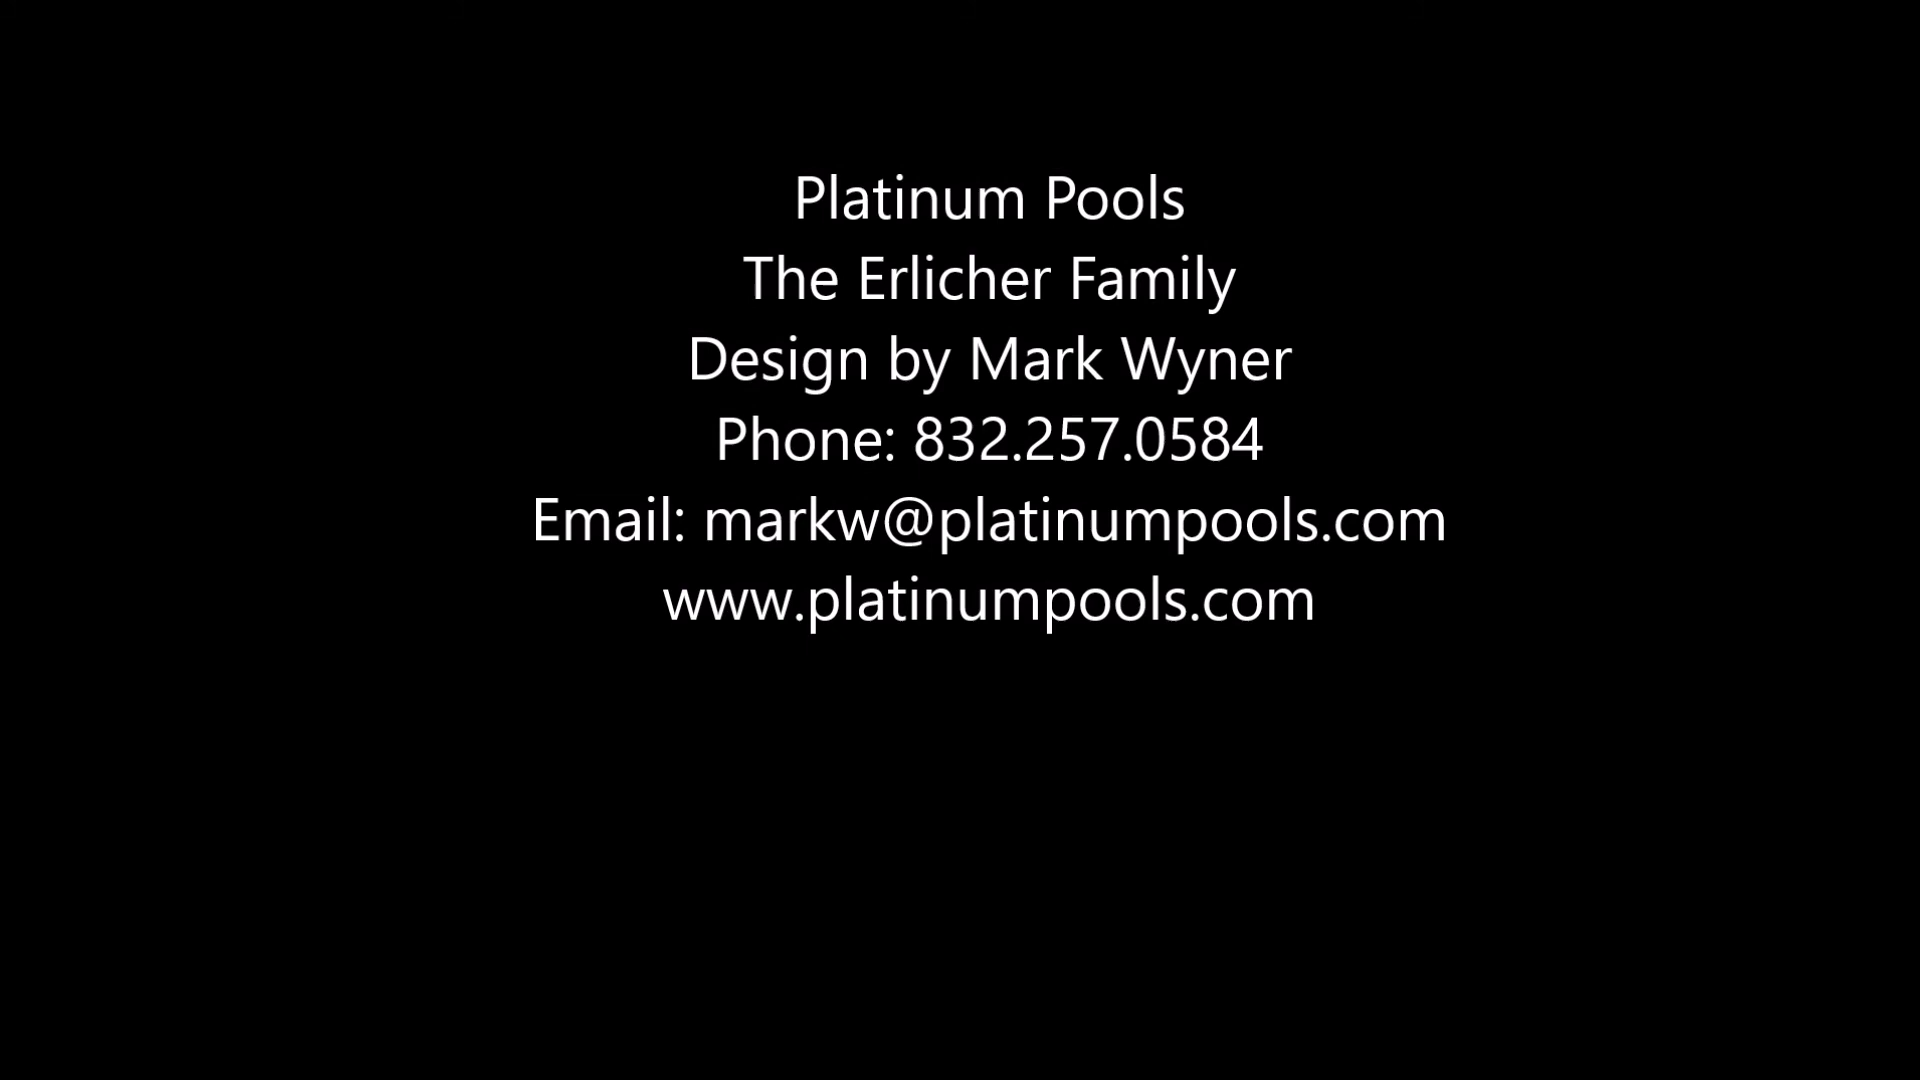 Platinum Pools
The Erlicher Family
Design by Mark Wyner
Phone: 832.257.0584
Email: markw@platinumpools.com
www.platinumpools.com